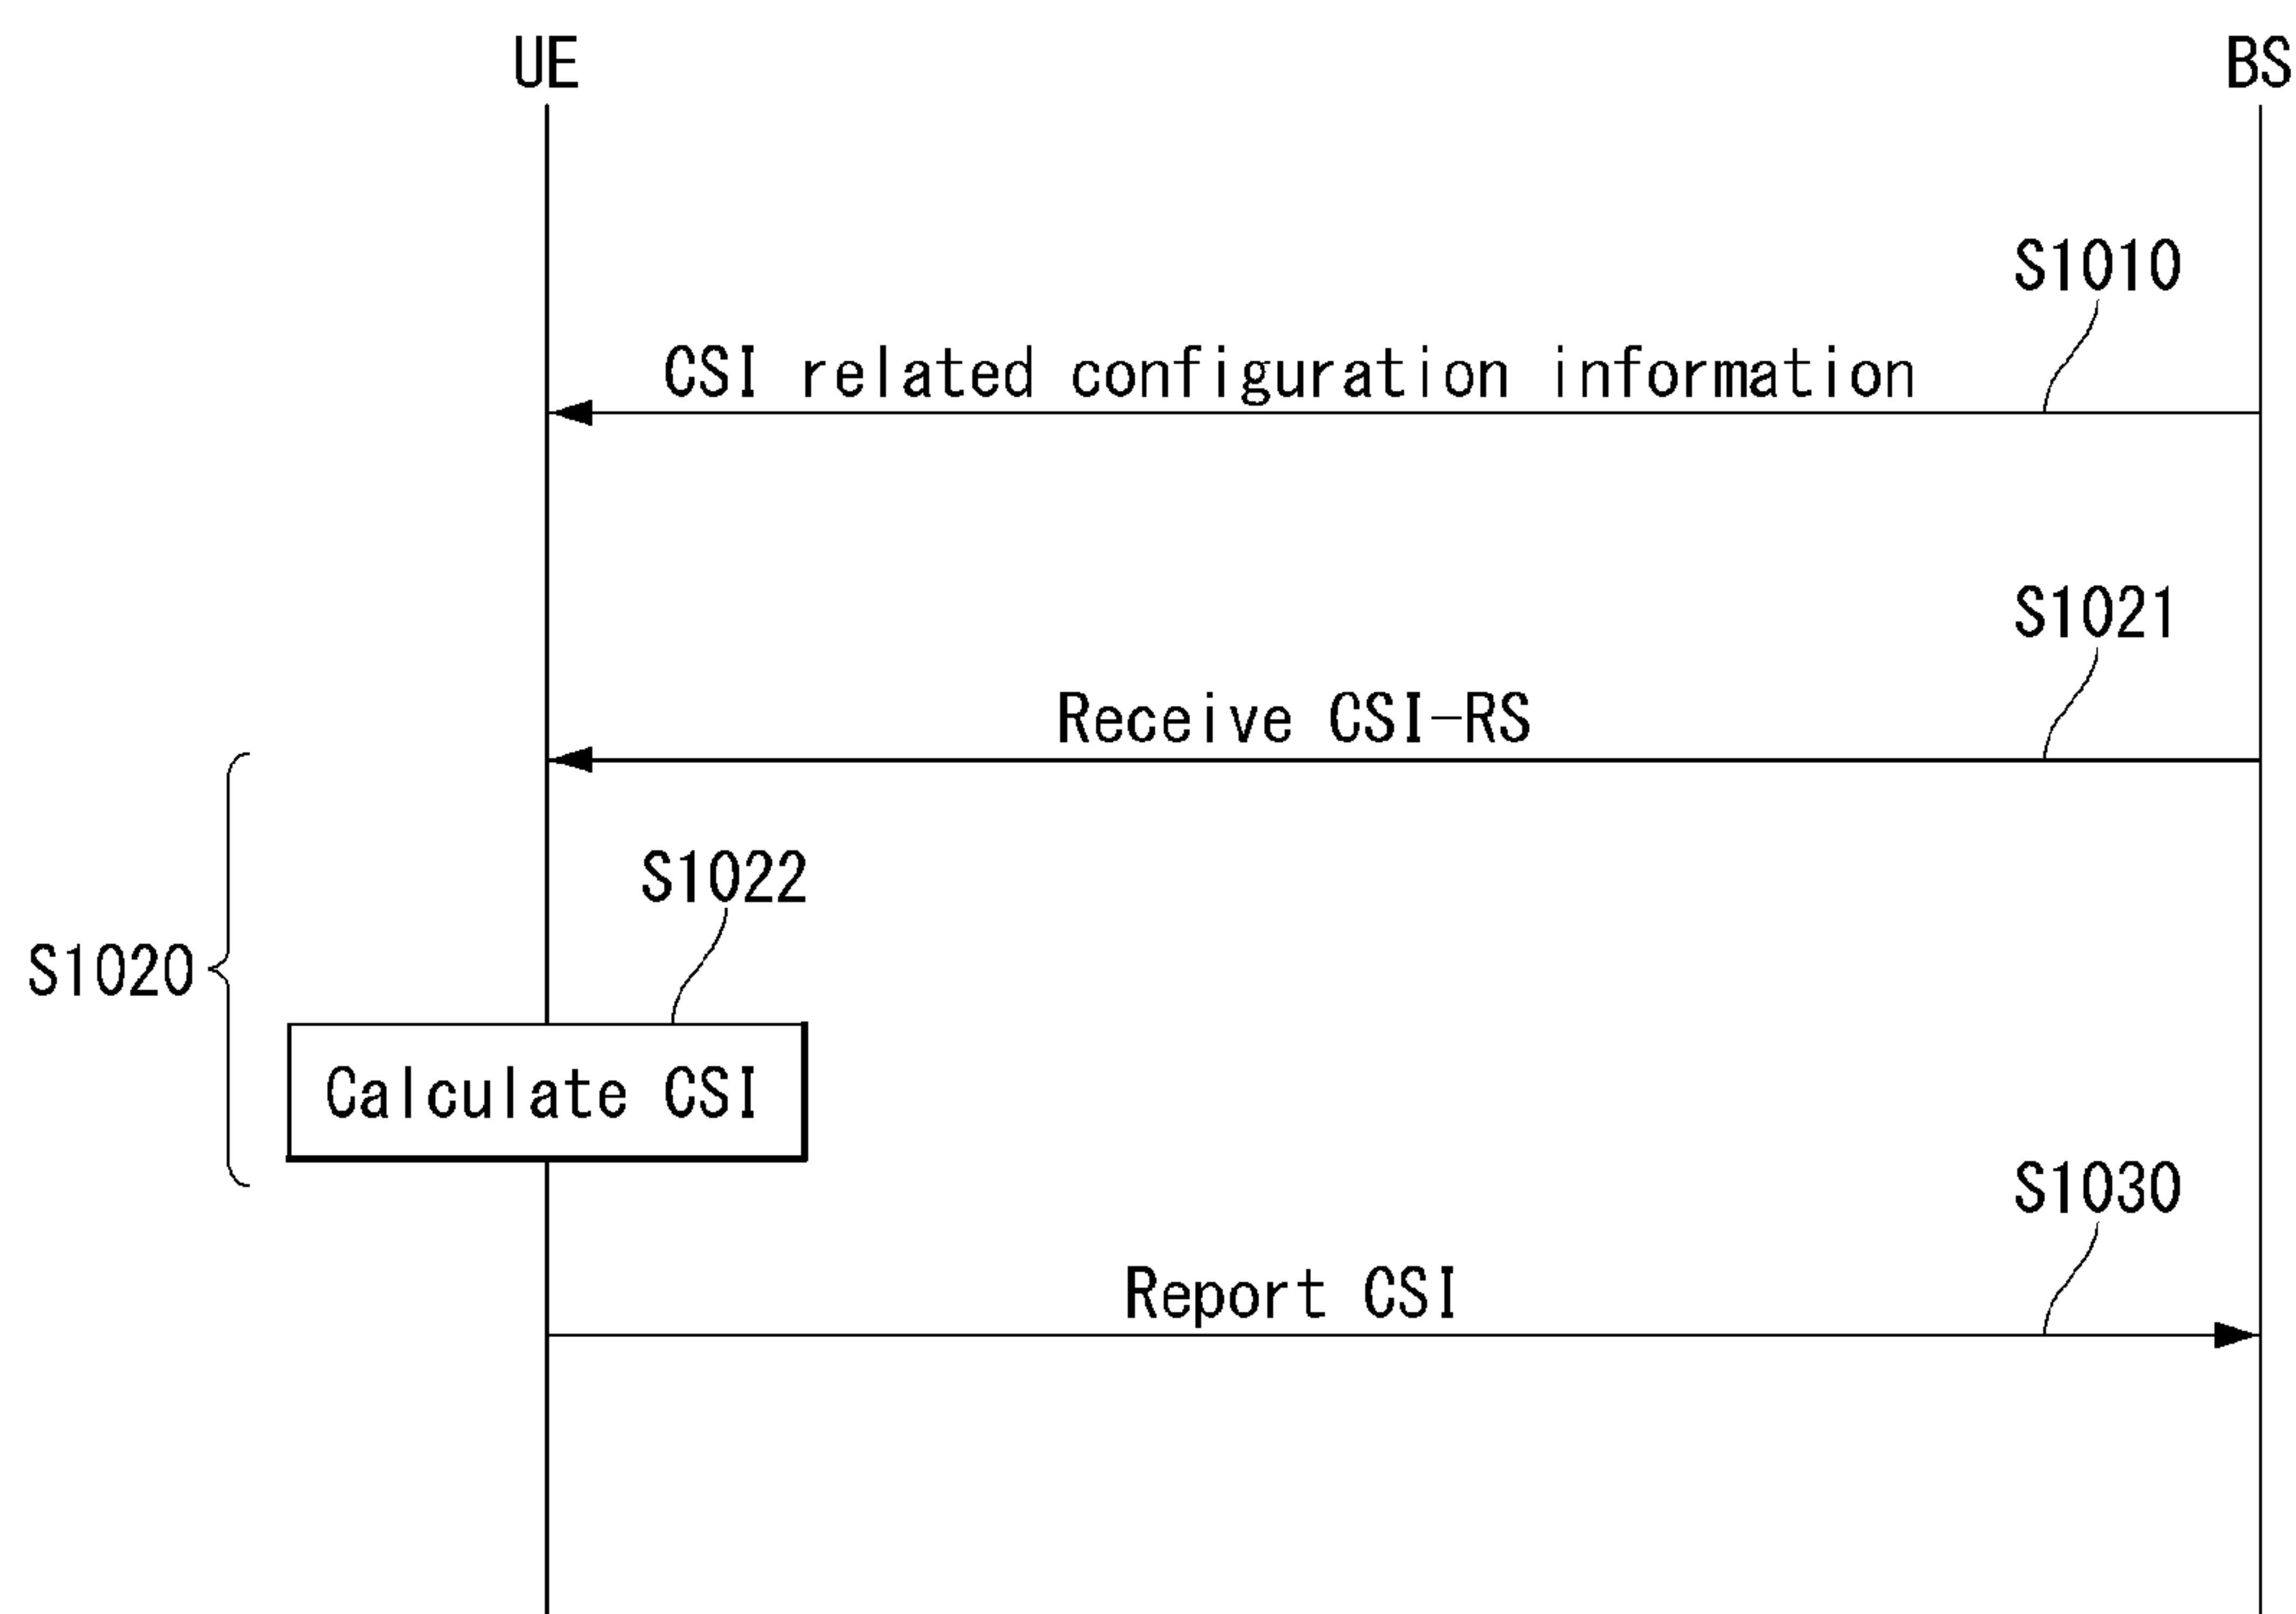 UE
BS
S1010
CSI related configuration information
S1021
Receive CSI-RS
S1022
S1020
Calculate CSI
S1030
Report CSI